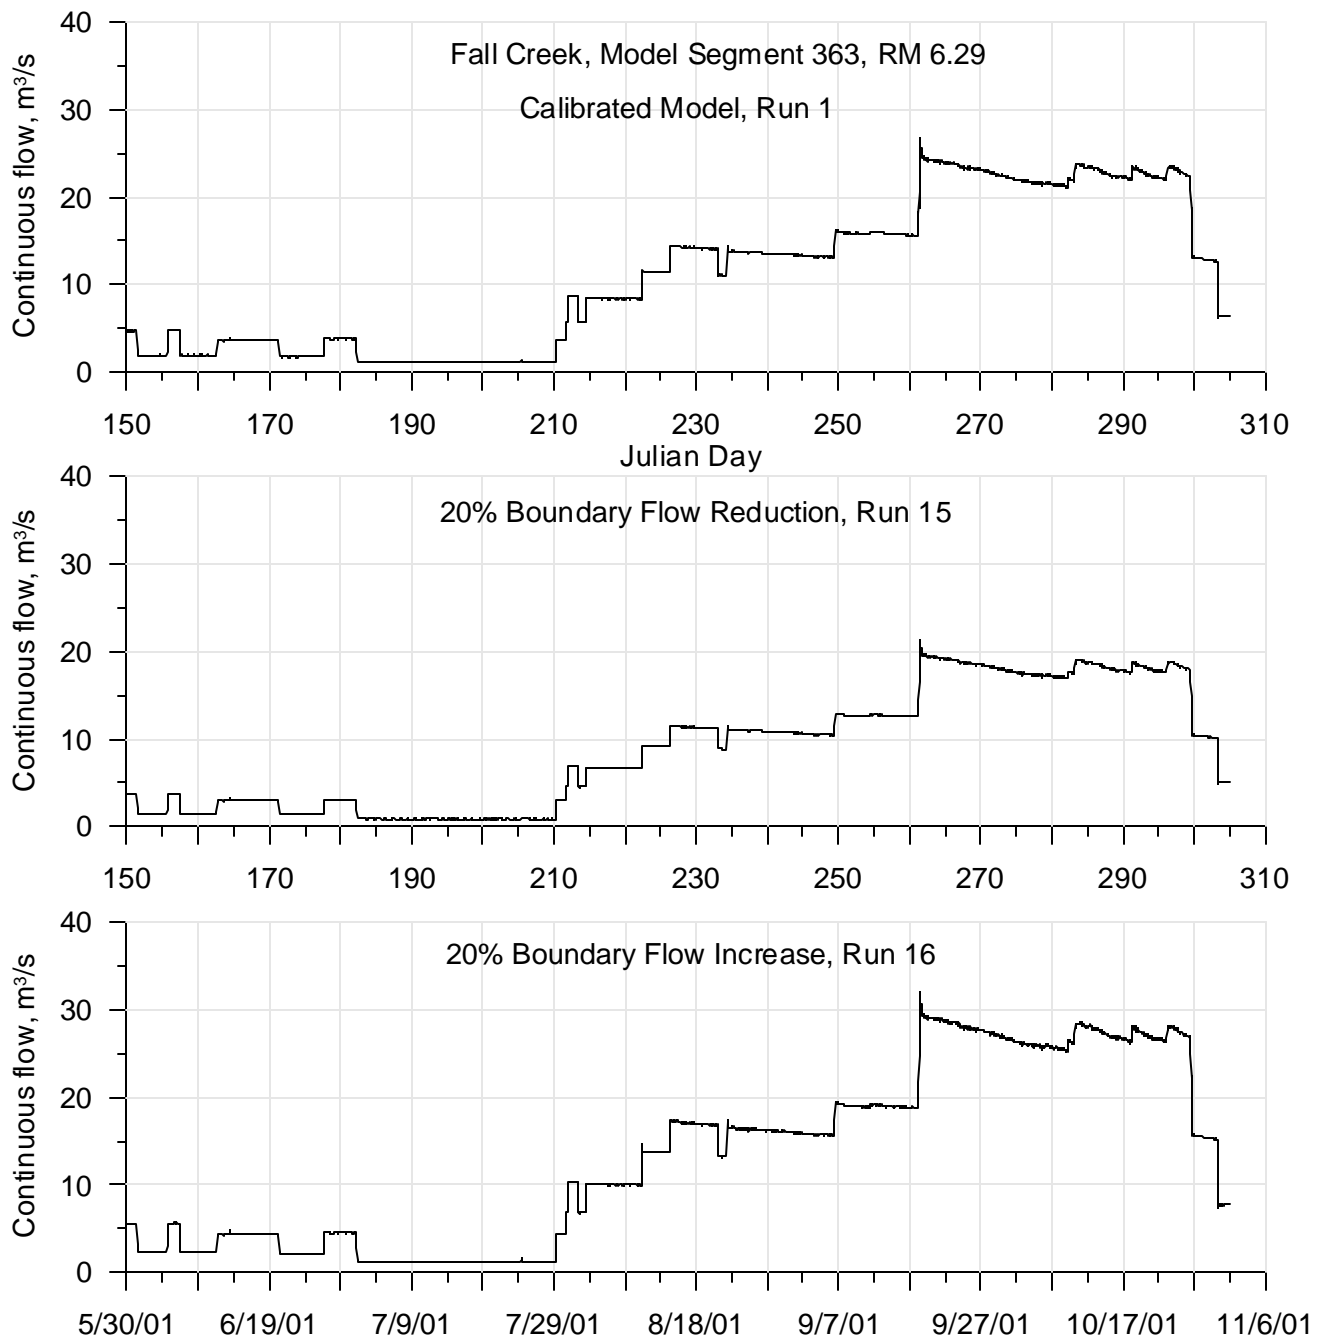 Fall Creek, Model Segment 363, RM 6.29
Calibrated Model, Run 1
Continuous flow, m³/s
40
30
20
10
0
150 170 190 210 230 250 270 290 310
Julian Day
20% Boundary Flow Reduction, Run 15
Continuous flow, m³/s
40
30
20
10
0
150 170 190 210 230 250 270 290 310
20% Boundary Flow Increase, Run 16
Continuous flow, m³/s
40
30
20
10
0
5/30/01 6/19/01 7/9/01 7/29/01 8/18/01 9/7/01 9/27/01 10/17/01 11/6/01